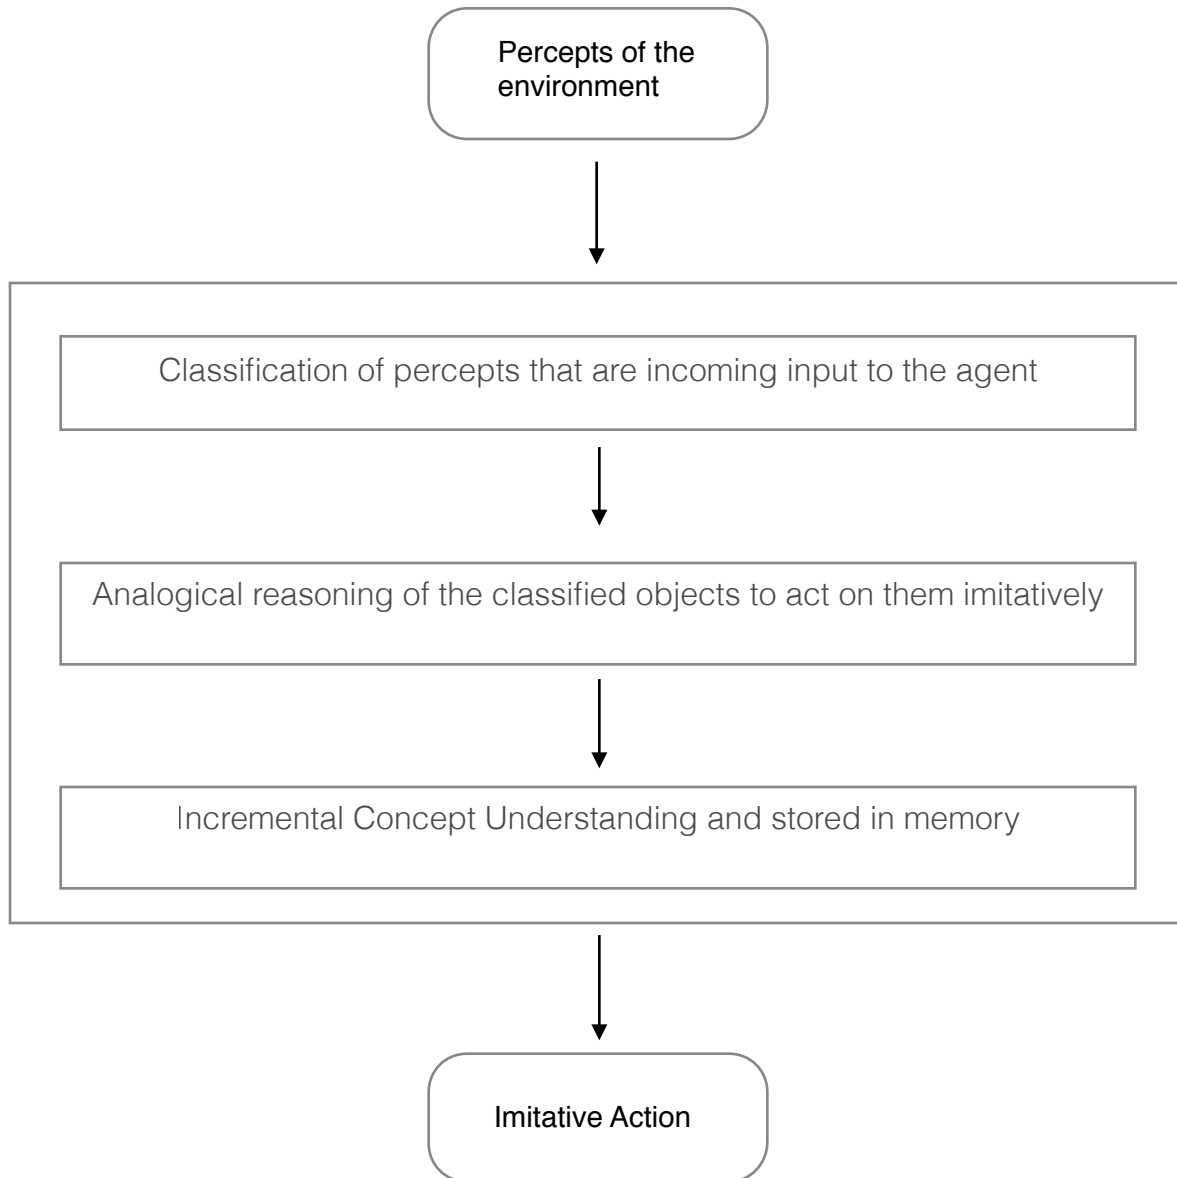 Percepts of the
environment
Classification of percepts that are incoming input to the agent
Analogical reasoning of the classified objects to act on them imitatively
Incremental Concept Understanding and stored in memory
Imitative Action